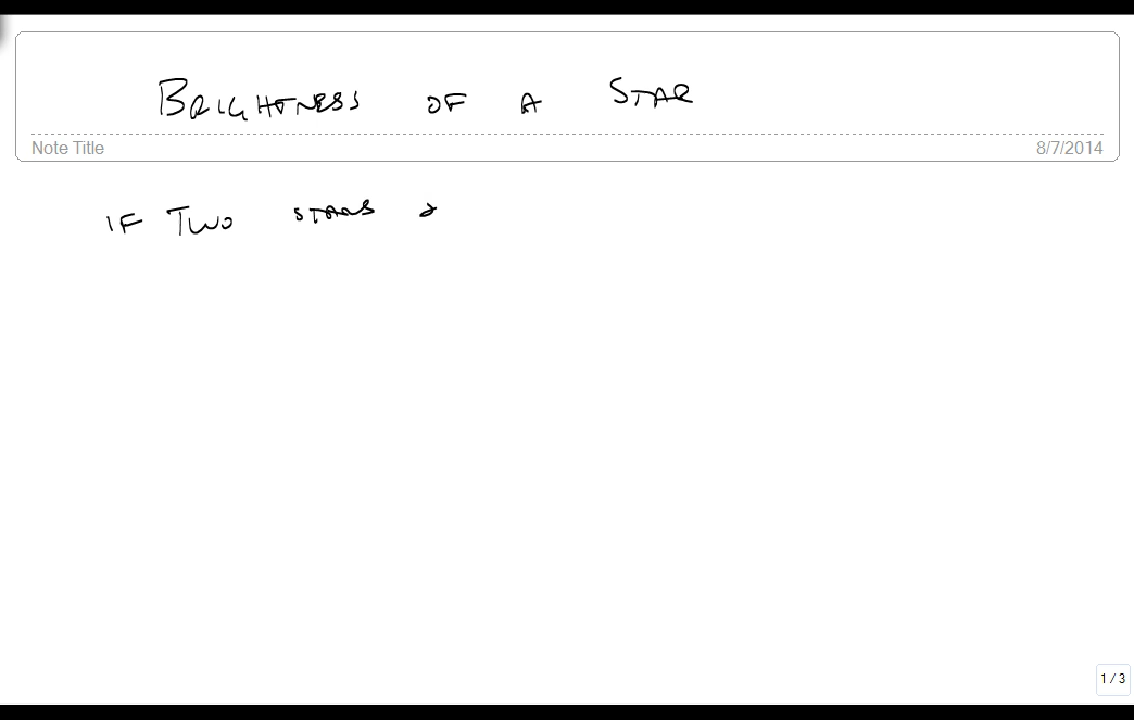 BRIGHTNESS OF A STAR
Note Title 8/7/2014
IF TWO STARS
1/3